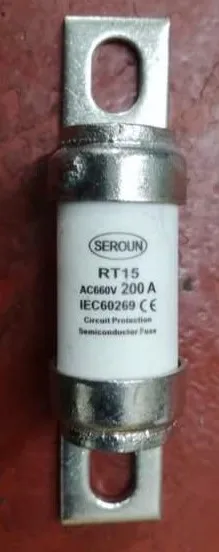 SEROUN
RT15
AC660V 200 A
IEC60269 CE
Circuit Protection
Semiconductor Fuse